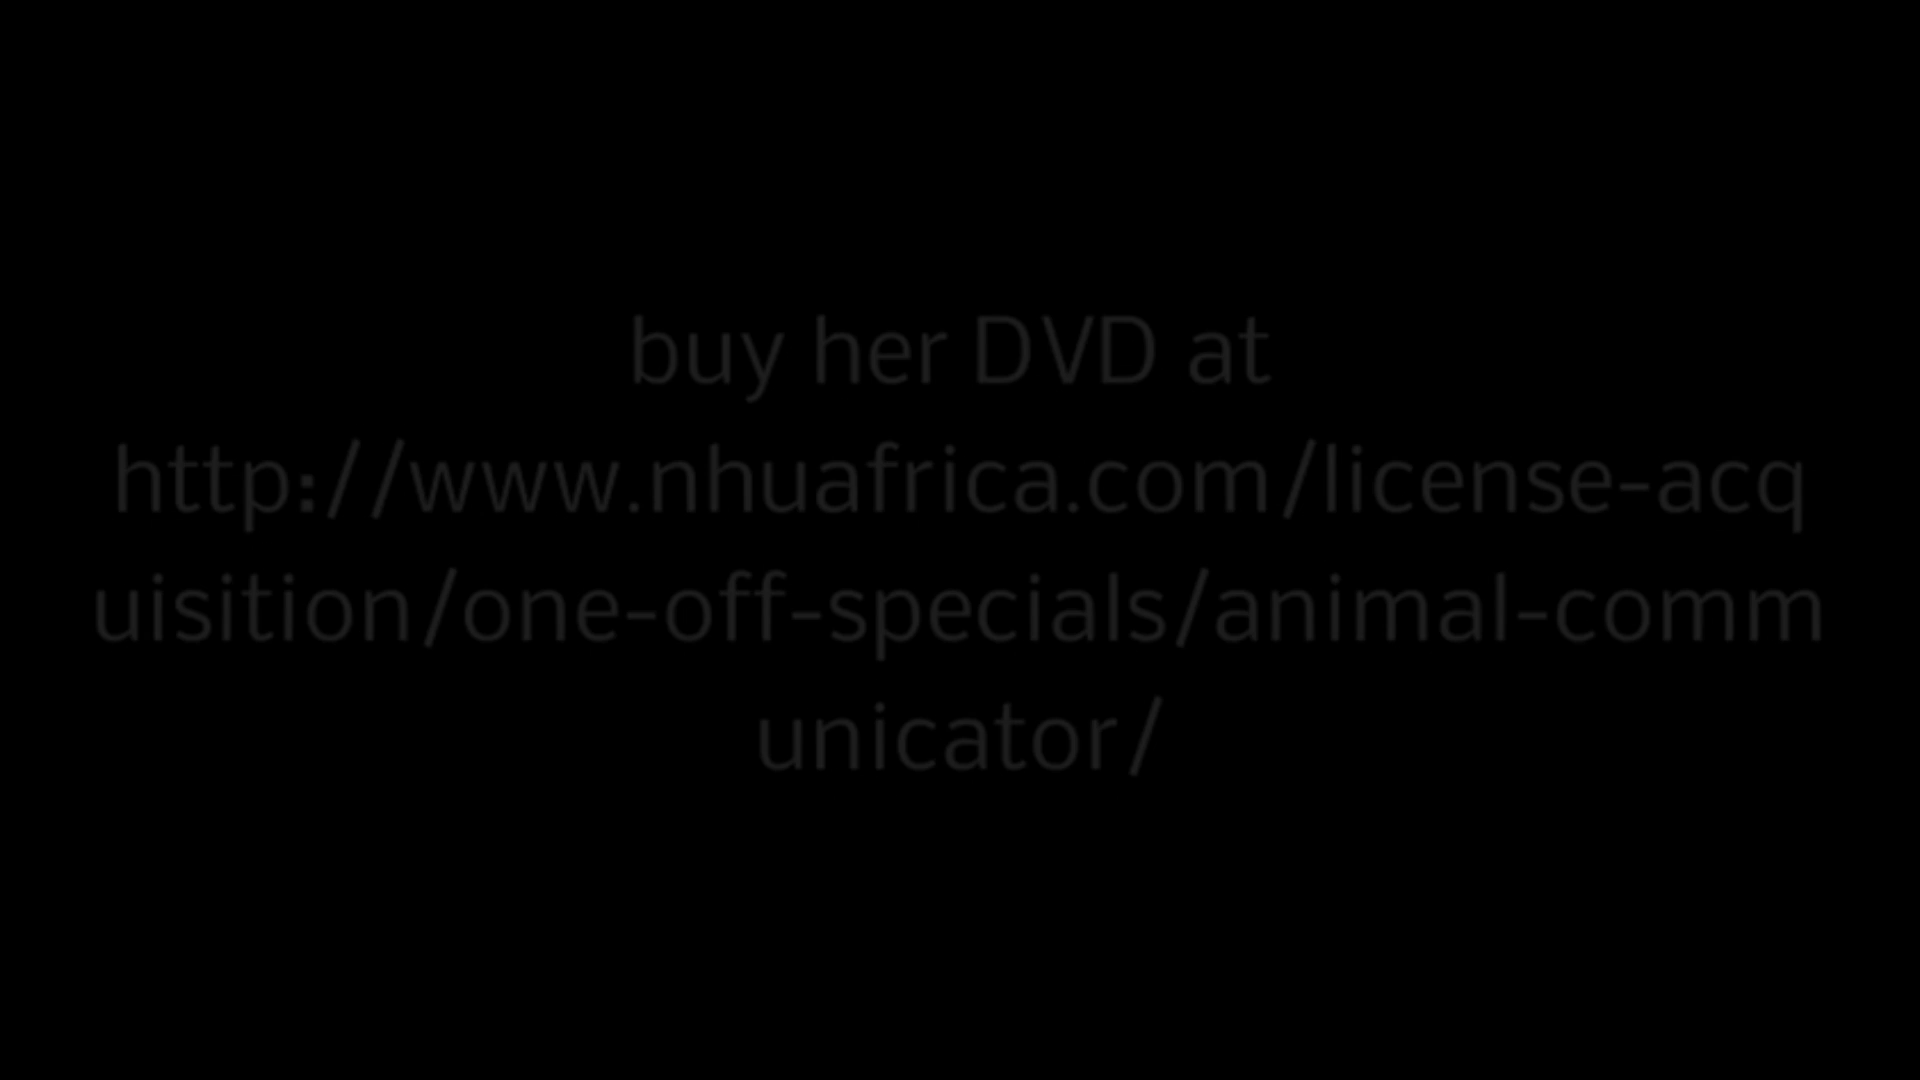 buy her DVD at
http://www.nhuafrica.com/license-acq
uisition/one-off-specials/animal-comm
unicator/